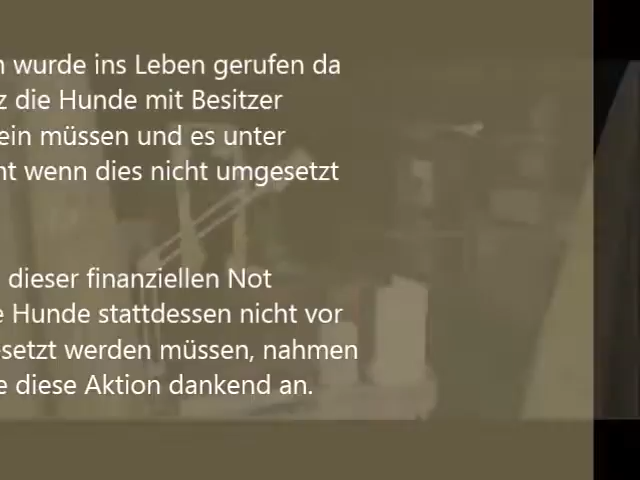 n wurde ins Leben gerufen da
z die Hunde mit Besitzer
ein müssen und es unter
nt wenn dies nicht umgesetzt
dieser finanziellen Not
e Hunde stattdessen nicht vor
setzt werden müssen, nahmen
e diese Aktion dankend an.